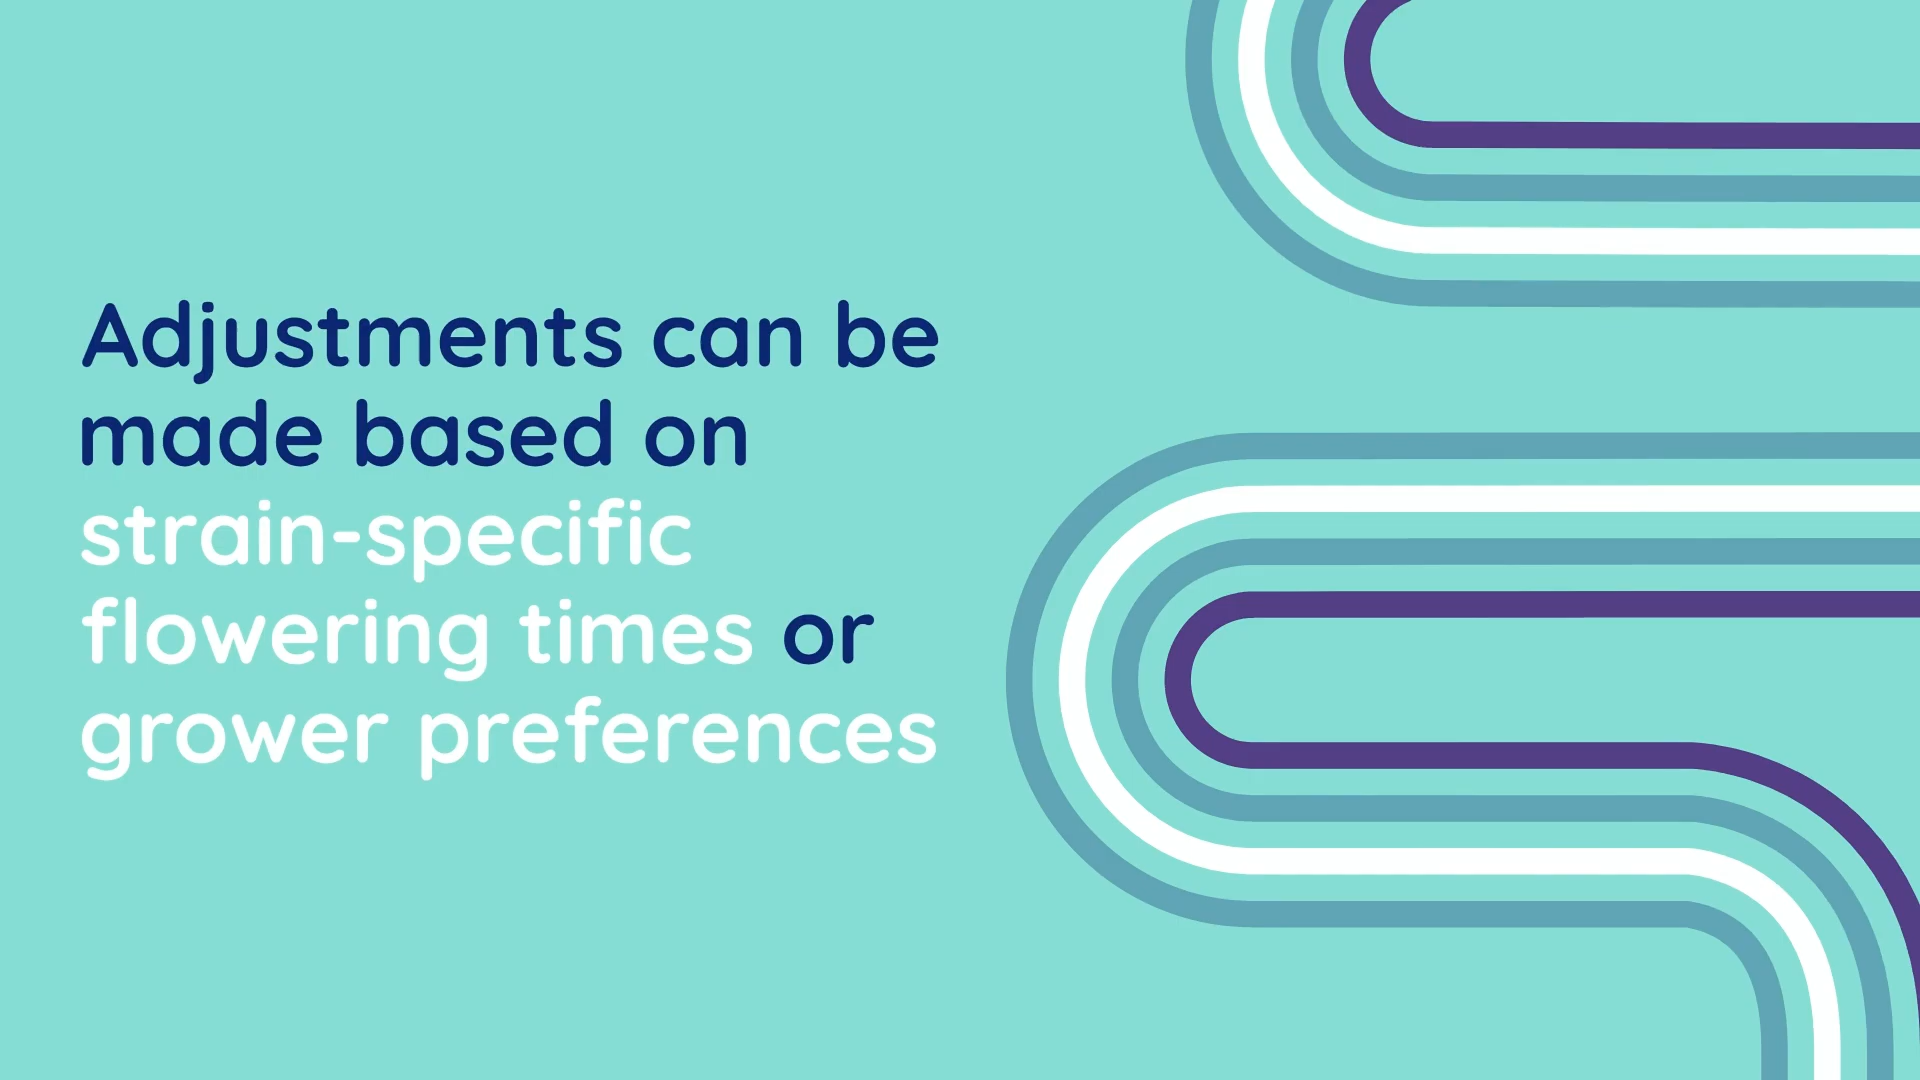 Adjustments can be
made based on
strain-specific
flowering times or
grower preferences